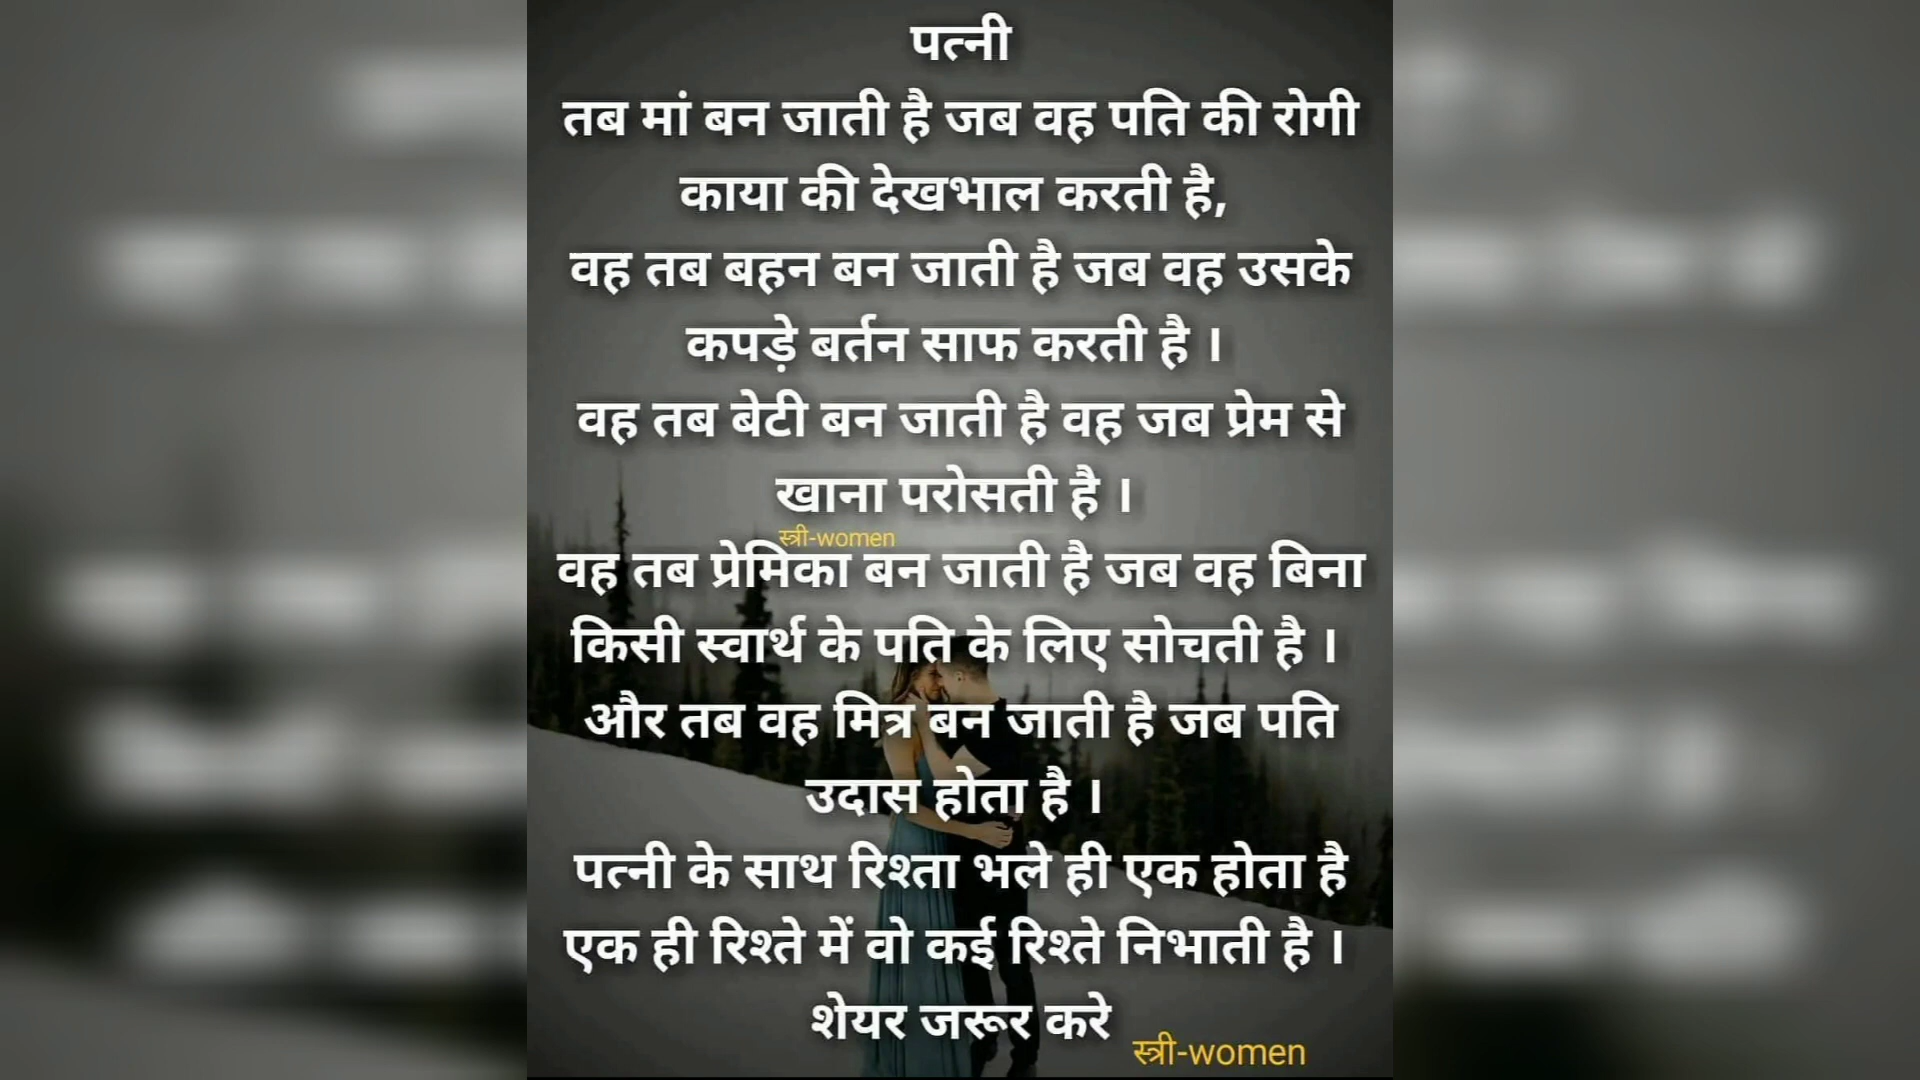 पत्नी
तब मां बन जाती है जब वह पति की रोगी
काया की देखभाल करती है,
वह तब बहन बन जाती है जब वह उसके
कपड़े बर्तन साफ करती है ।
वह तब बेटी बन जाती है वह जब प्रेम से
खाना परोसती है ।
स्त्री-women
वह तब प्रेमिका बन जाती है जब वह बिना
किसी स्वार्थ के पति के लिए सोचती है ।
और तब वह मित्र बन जाती है जब पति
उदास होता है ।
पत्नी के साथ रिश्ता भले ही एक होता है
एक ही रिश्ते में वो कई रिश्ते निभाती है ।
शेयर जरूर करे
स्त्री-women